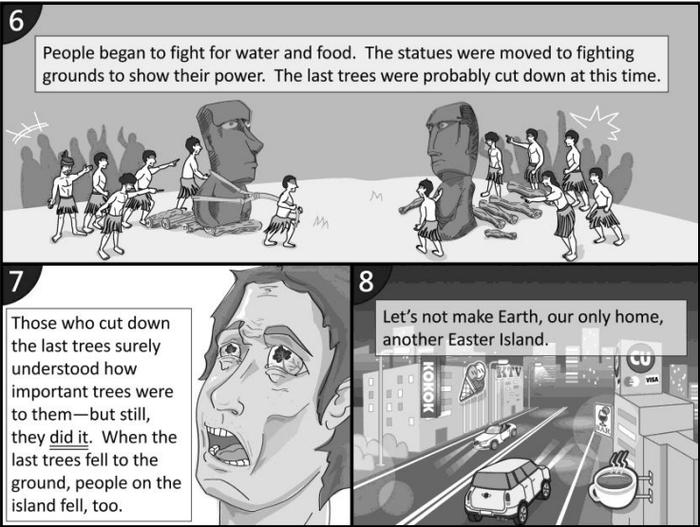 6
People began to fight for water and food. The statues were moved to fighting
grounds to show their power. The last trees were probably cut down at this time.
7
Those who cut down
the last trees surely
understood how
important trees were
to them—but still,
they did it. When the
last trees fell to the
ground, people on the
island fell, too.
8
Let's not make Earth, our only home,
another Easter Island.
KOKOK
KTV
CU
VISA
BAR